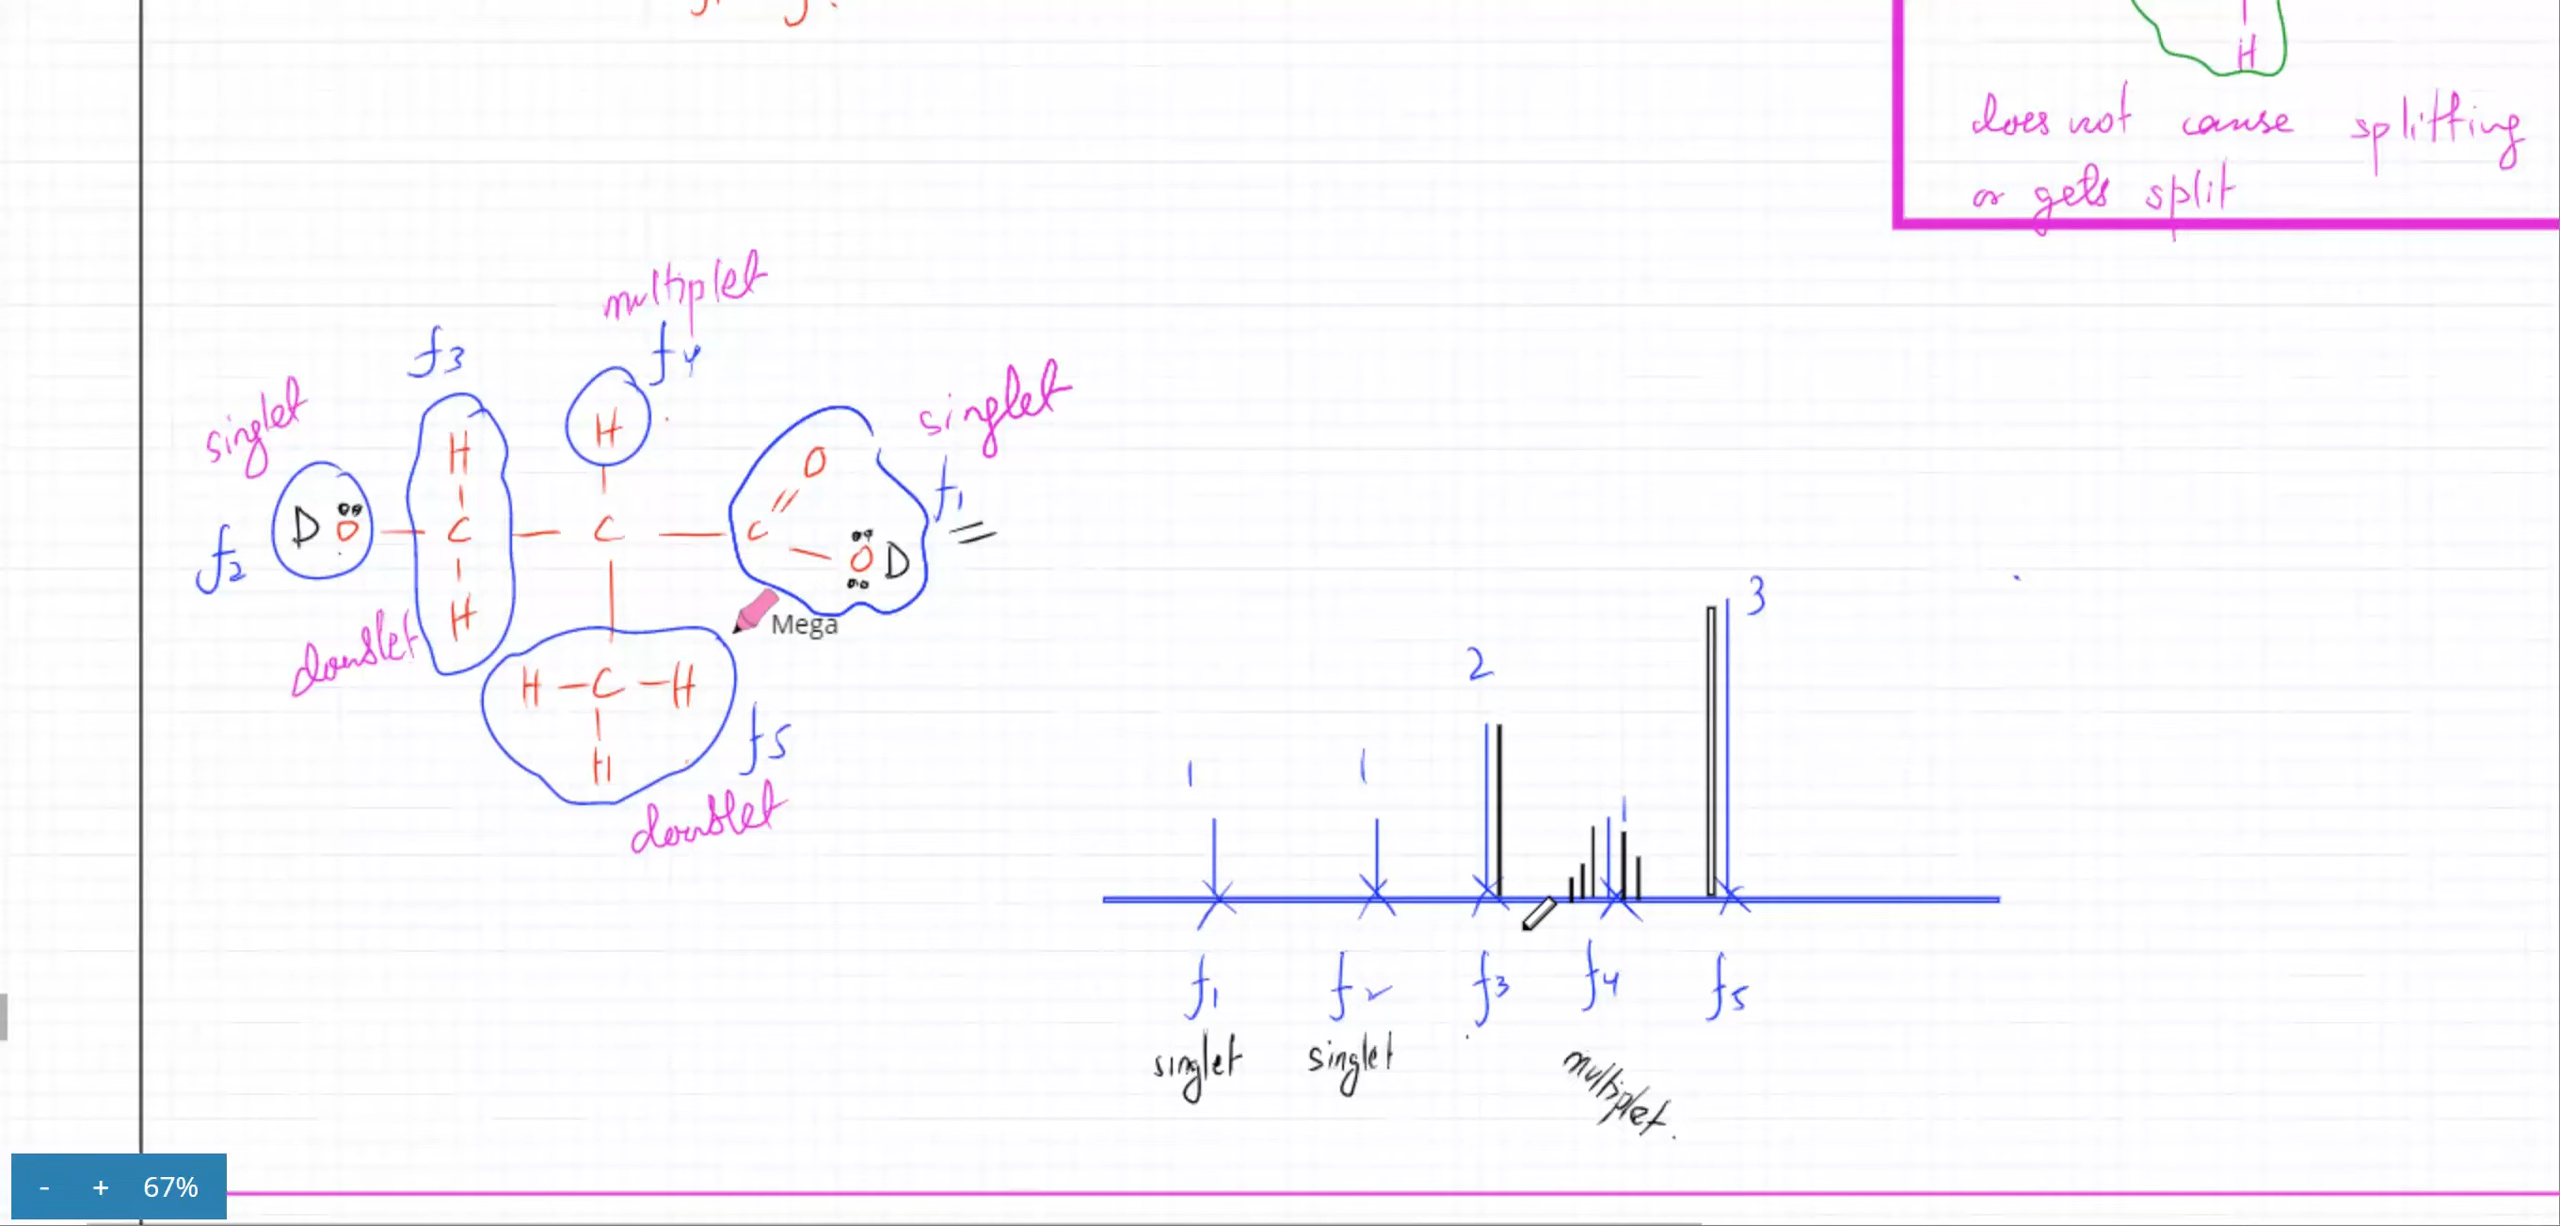 H
does not cause splitting
or gets split
multiplet
f3
f4
singlet
singlet
H
H
O
f1
D O
C
C
C
O D
f2
H
Mega
doublet
H - C - H
f5
H
doublet
3
2
1
1
1
f1
f2
f3
f4
f5
singlet
singlet
multiplet.
- + 67%